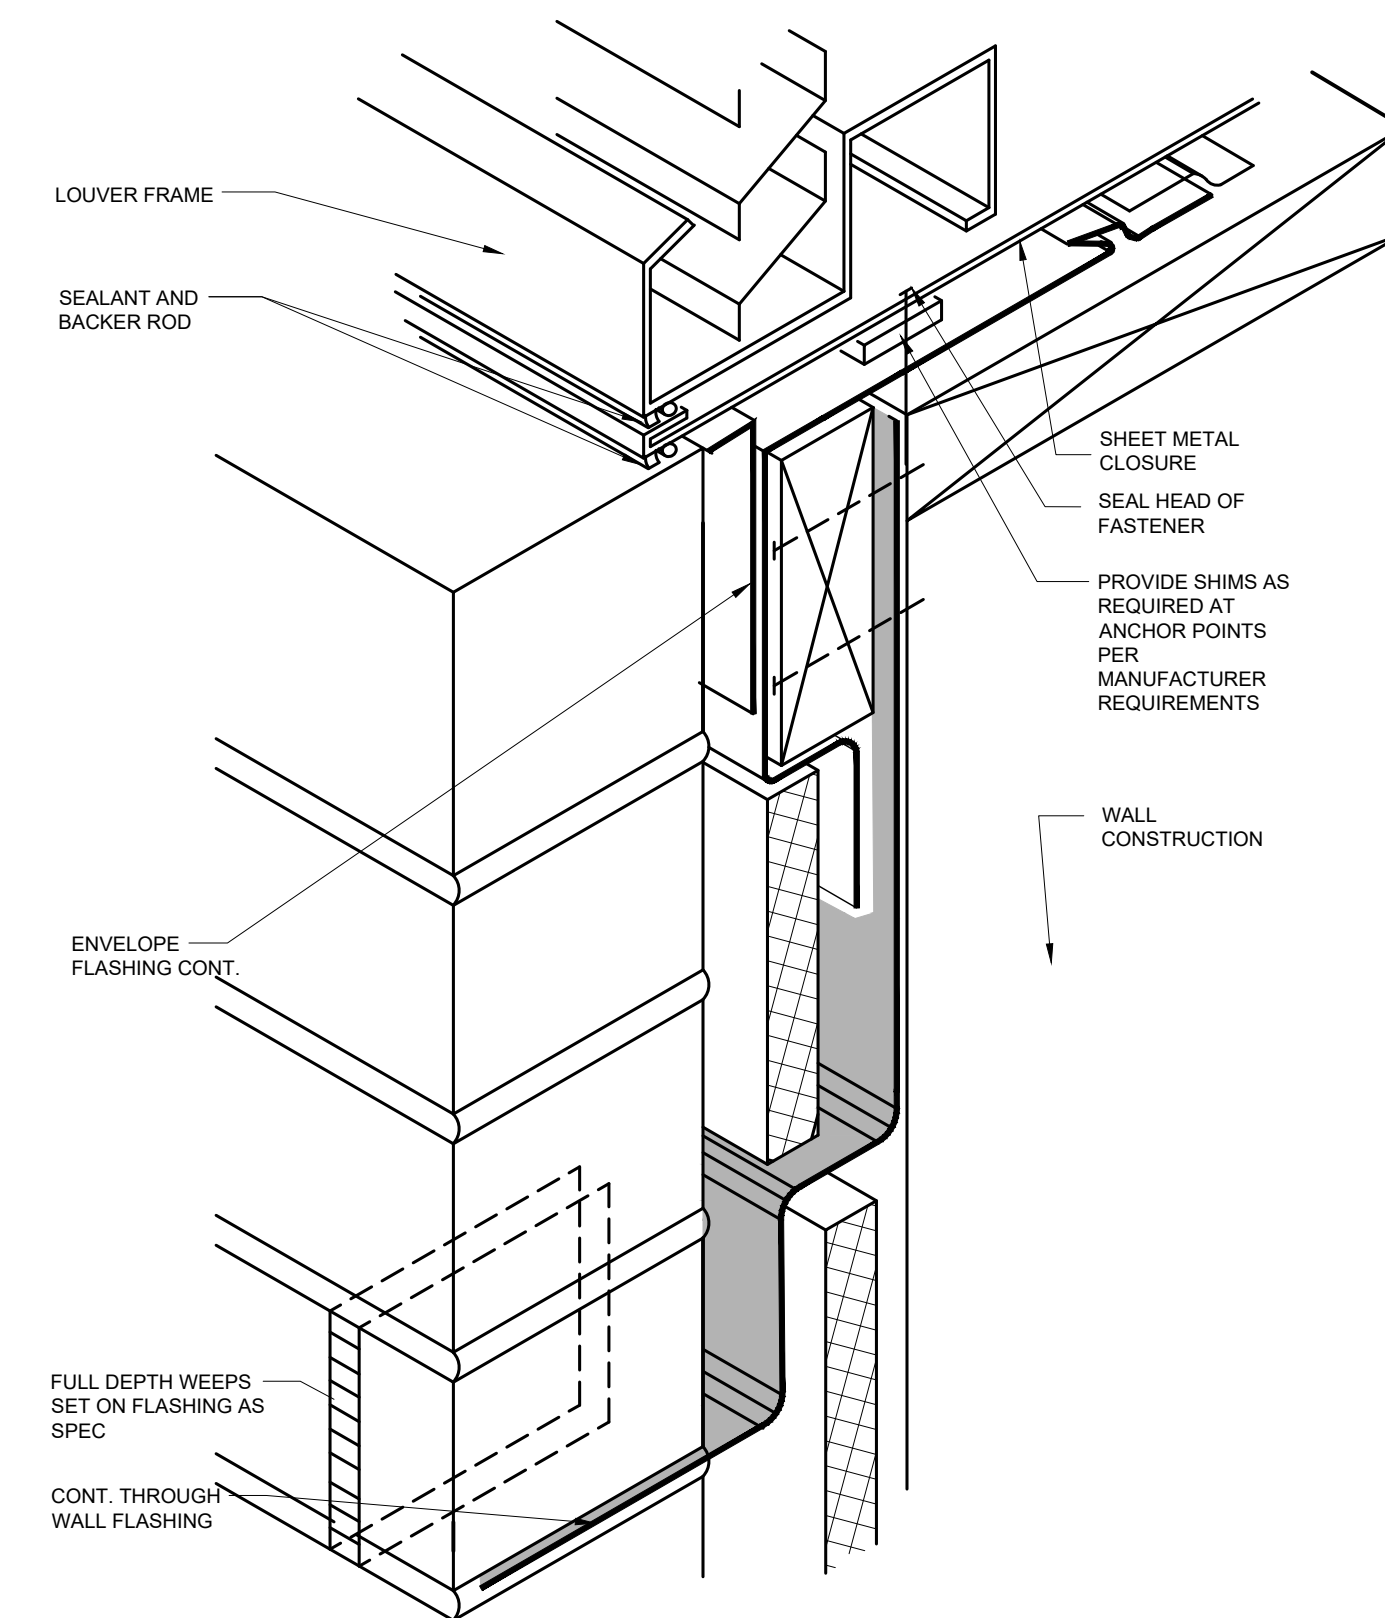 LOUVER FRAME
SEALANT AND
BACKER ROD
SHEET METAL
CLOSURE
SEAL HEAD OF
FASTENER
PROVIDE SHIMS AS
REQUIRED AT
ANCHOR POINTS
PER
MANUFACTURER
REQUIREMENTS
WALL
CONSTRUCTION
ENVELOPE
FLASHING CONT.
FULL DEPTH WEEPS
SET ON FLASHING AS
SPEC
CONT. THROUGH
WALL FLASHING